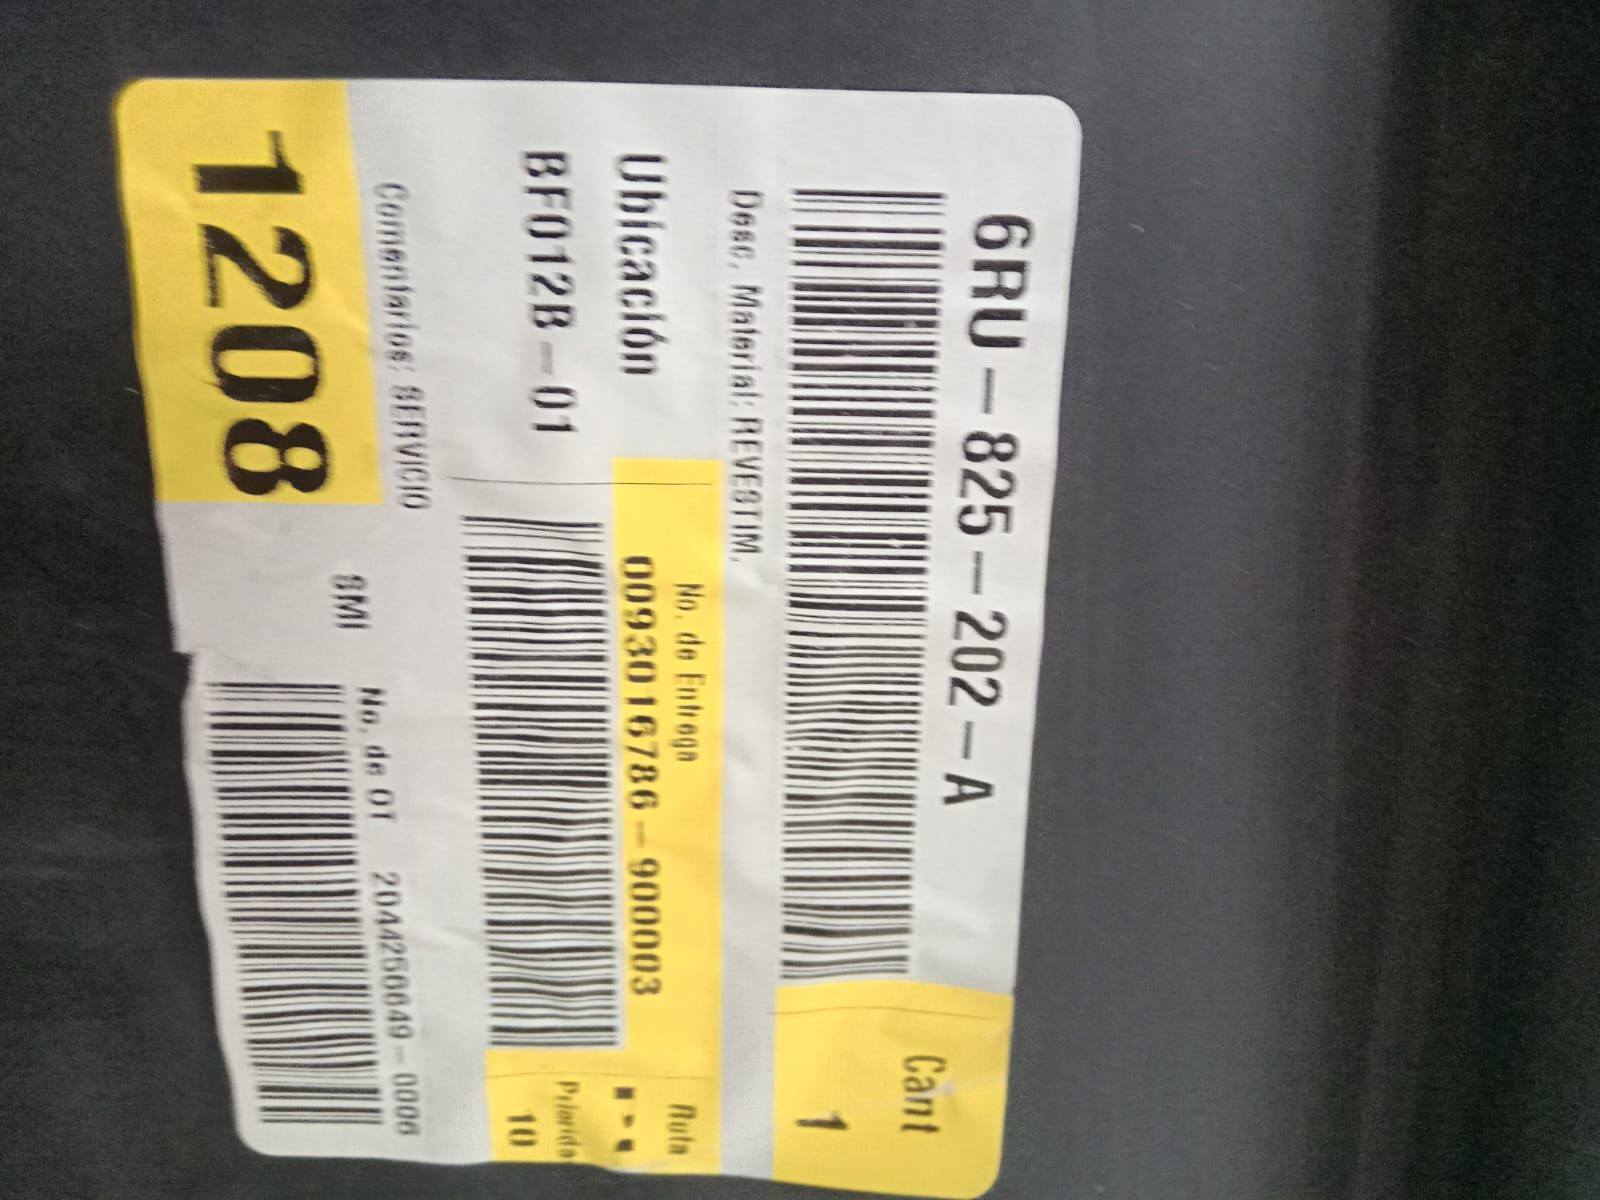 6RU-825-202-A
Cant
1
Desc. Material: REVESTIM.
Ubicación
BF012B-01
No. de Entrega
0093016786-900003
Ruta
Priorida
10
Comentarios: SERVICIO
1208
SMI
No. de OT 2044256649-0006